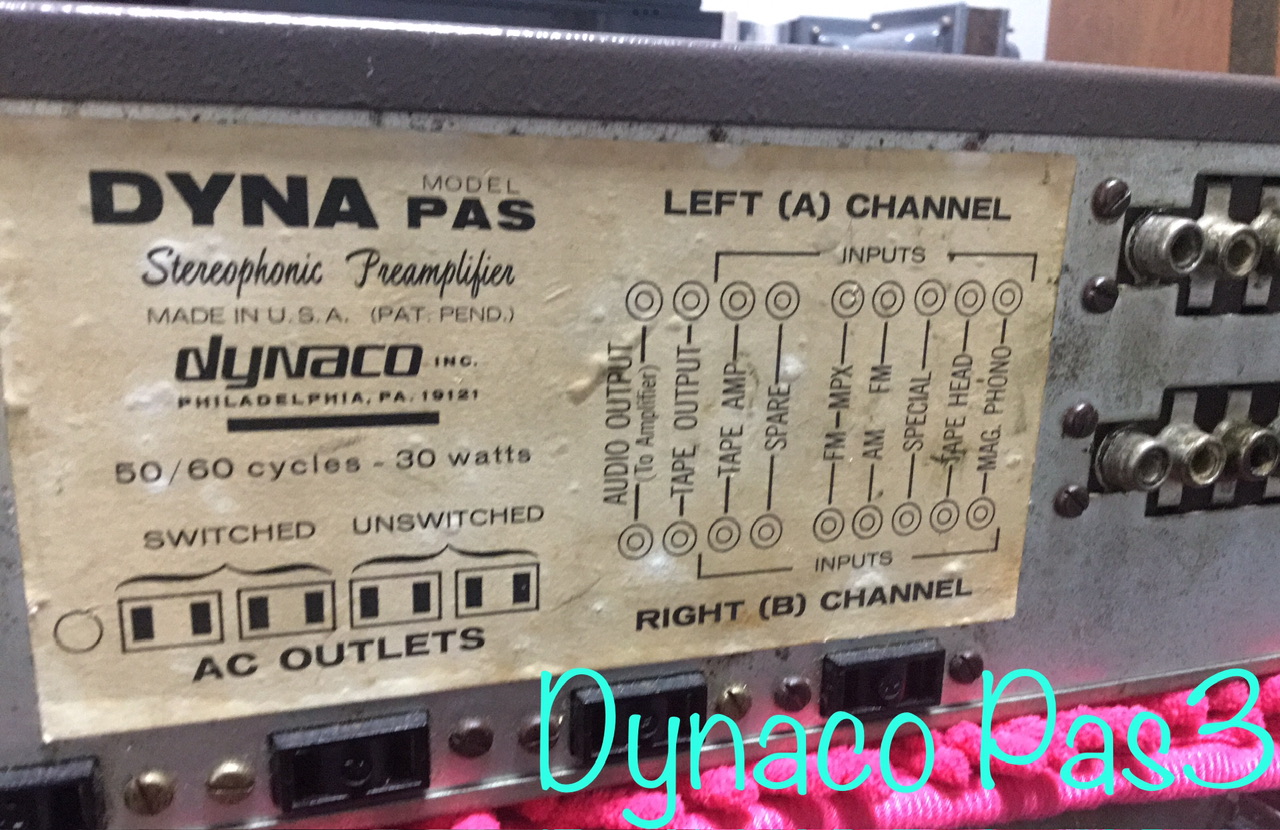 DYNA MODEL PAS
Stereophonic Preamplifier
MADE IN U.S.A. (PAT. PEND.)
dynaco INC.
PHILADELPHIA, PA. 19121
50/60 cycles - 30 watts
SWITCHED UNSWITCHED
AC OUTLETS
LEFT (A) CHANNEL
INPUTS
AUDIO OUTPUT
(To Amplifier)
TAPE OUTPUT
TAPE AMP
SPARE
FM-MPX
AM FM
SPECIAL
TAPE HEAD
MAG. PHONO
INPUTS
RIGHT (B) CHANNEL
Dynaco Pas3